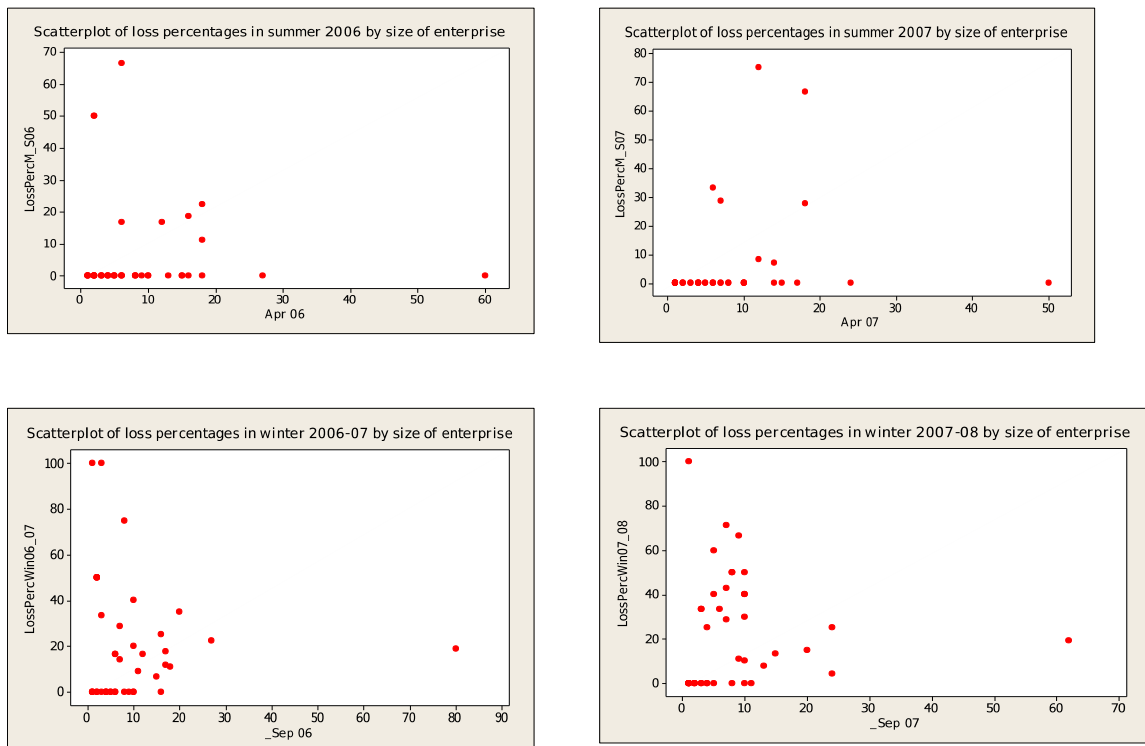 Scatterplot of loss percentages in summer 2006 by size of enterprise
70
60
50
40
30
20
10
0
LossPercM_S06
0 10 20 30 40 50 60
Apr 06
Scatterplot of loss percentages in summer 2007 by size of enterprise
80
70
60
50
40
30
20
10
0
LossPercM_S07
0 10 20 30 40 50
Apr 07
Scatterplot of loss percentages in winter 2006-07 by size of enterprise
100
80
60
40
20
0
LossPercWin06_07
0 10 20 30 40 50 60 70 80 90
_Sep 06
Scatterplot of loss percentages in winter 2007-08 by size of enterprise
100
80
60
40
20
0
LossPercWin07_08
0 10 20 30 40 50 60 70
_Sep 07